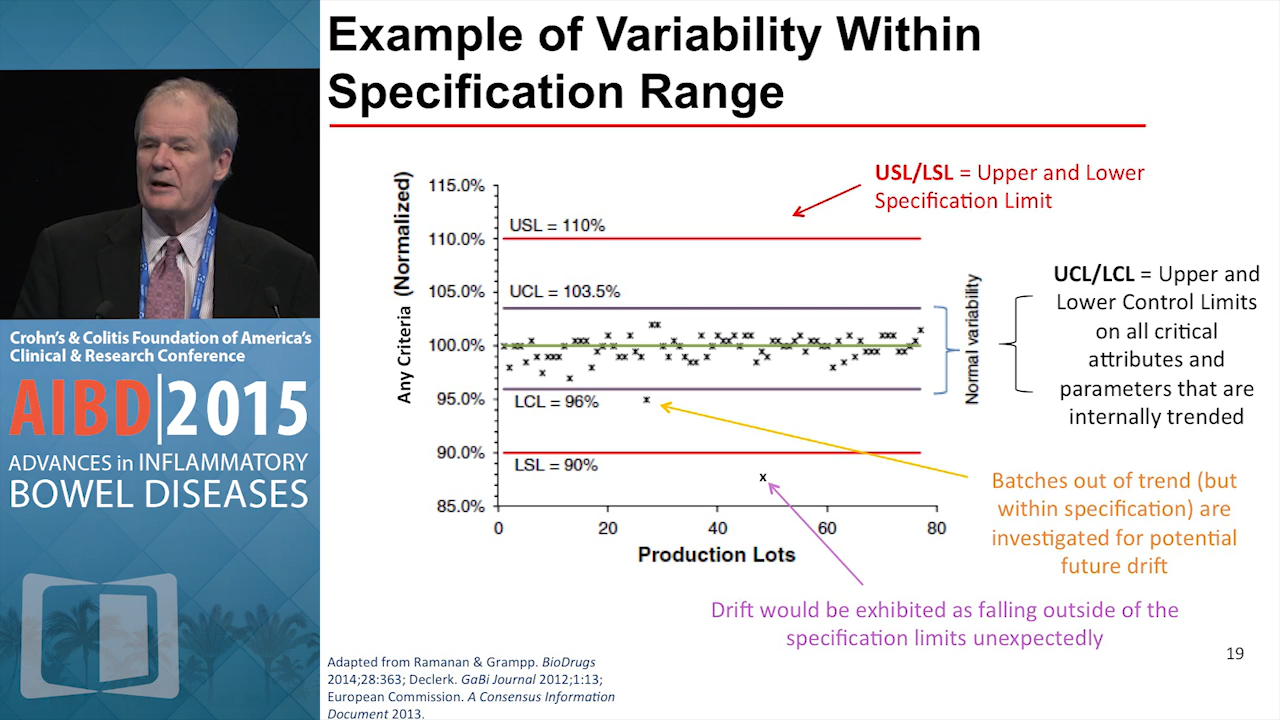 Example of Variability Within
Specification Range
Crohn's & Colitis Foundation of America's
Clinical & Research Conference
AIBD|2015
ADVANCES in INFLAMMATORY
BOWEL DISEASES
Any Criteria (Normalized)
115.0%
110.0%
105.0%
100.0%
95.0%
90.0%
85.0%
USL = 110%
UCL = 103.5%
LCL = 96%
LSL = 90%
0
20
40
60
80
Production Lots
Normal variability
USL/LSL = Upper and Lower
Specification Limit
UCL/LCL = Upper and
Lower Control Limits
on all critical
attributes and
parameters that are
internally trended
Batches out of trend (but
within specification) are
investigated for potential
future drift
Drift would be exhibited as falling outside of the
specification limits unexpectedly
Adapted from Ramanan & Grampp. BioDrugs
2014;28:363; Declerk. GaBi Journal 2012;1:13;
European Commission. A Consensus Information
Document 2013.
19